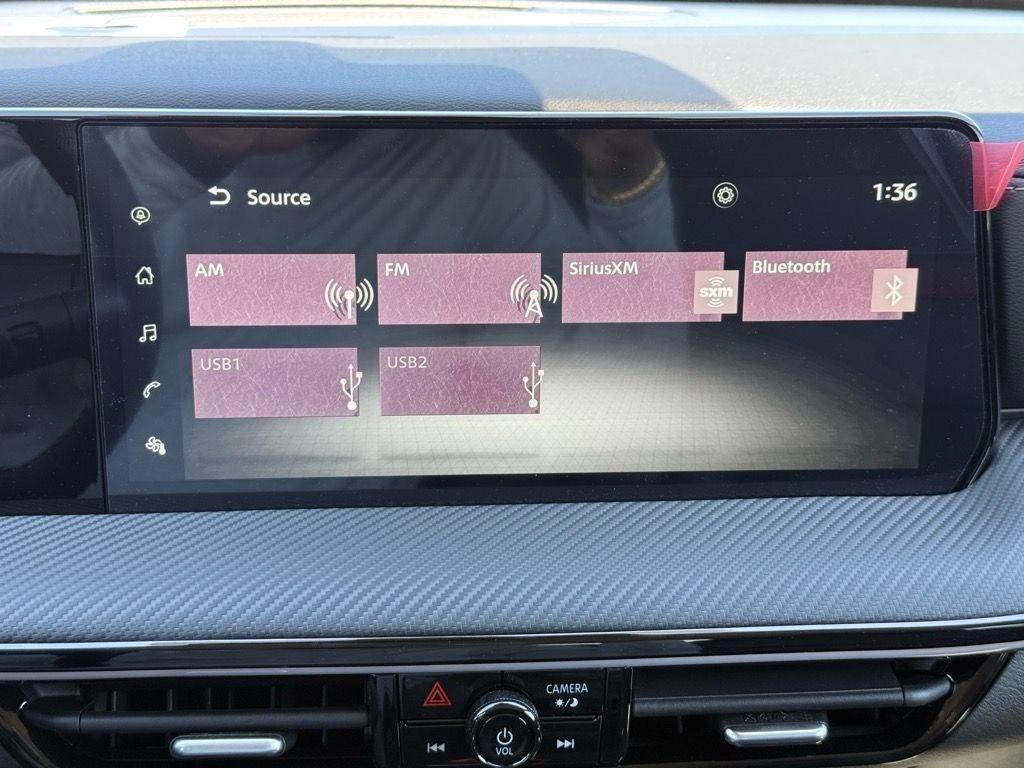 Source
1:36
AM
FM
SiriusXM
sxm
Bluetooth
USB1
USB2
CAMERA
VOL